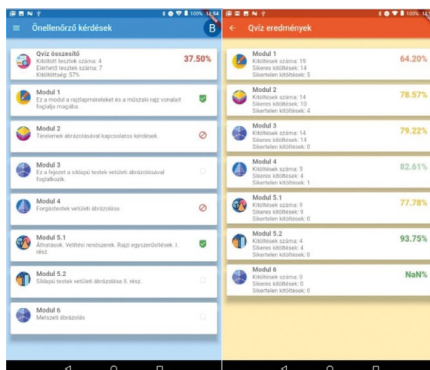 100% 14:54
Önellenőrző kérdések
B
Kvíz összesítő
Kitöltött tesztek száma: 4
Elérhető tesztek száma: 7
Kitöltöttség: 57%
37.50%
Modul 1
Ez a modul a rajzlapméreteket és a műszaki rajz vonalait
foglalja magába.
Modul 2
Térelemek ábrázolásával kapcsolatos kérdések.
Modul 3
Ez a fejezet a síklapú testek vetületi ábrázolásával
foglalkozik.
Modul 4
Forgástestek vetületi ábrázolása
Modul 5.1
Áthatások. Vetítési rendszerek. Rajzi egyszerűsítések. I.
rész.
Modul 5.2
Síklapú testek vetületi ábrázolása II. rész.
Modul 6
Metszeti ábrázolás
100%
Qvíz eredmények
Modul 1
Kitöltések száma: 19
Sikeres kitöltések: 14
Sikertelen kitöltések: 5
64.20%
Modul 2
Kitöltések száma: 14
Sikeres kitöltések: 10
Sikertelen kitöltések: 4
78.57%
Modul 3
Kitöltések száma: 14
Sikeres kitöltések: 14
Sikertelen kitöltések: 0
79.22%
Modul 4
Kitöltések száma: 5
Sikeres kitöltések: 4
Sikertelen kitöltések: 1
82.61%
Modul 5.1
Kitöltések száma: 9
Sikeres kitöltések: 9
Sikertelen kitöltések: 0
77.78%
Modul 5.2
Kitöltések száma: 4
Sikeres kitöltések: 4
Sikertelen kitöltések: 0
93.75%
Modul 6
Kitöltések száma: 0
Sikeres kitöltések: 0
Sikertelen kitöltések: 0
NaN%